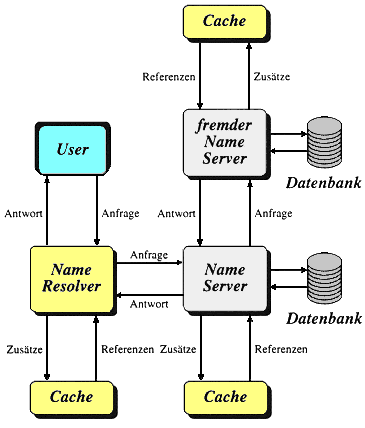 Cache
Referenzen
Zusätze
fremder
Name
Server
Datenbank
User
Antwort
Anfrage
Antwort
Anfrage
Name
Resolver
Anfrage
Antwort
Name
Server
Datenbank
Zusätze
Referenzen
Zusätze
Referenzen
Cache
Cache